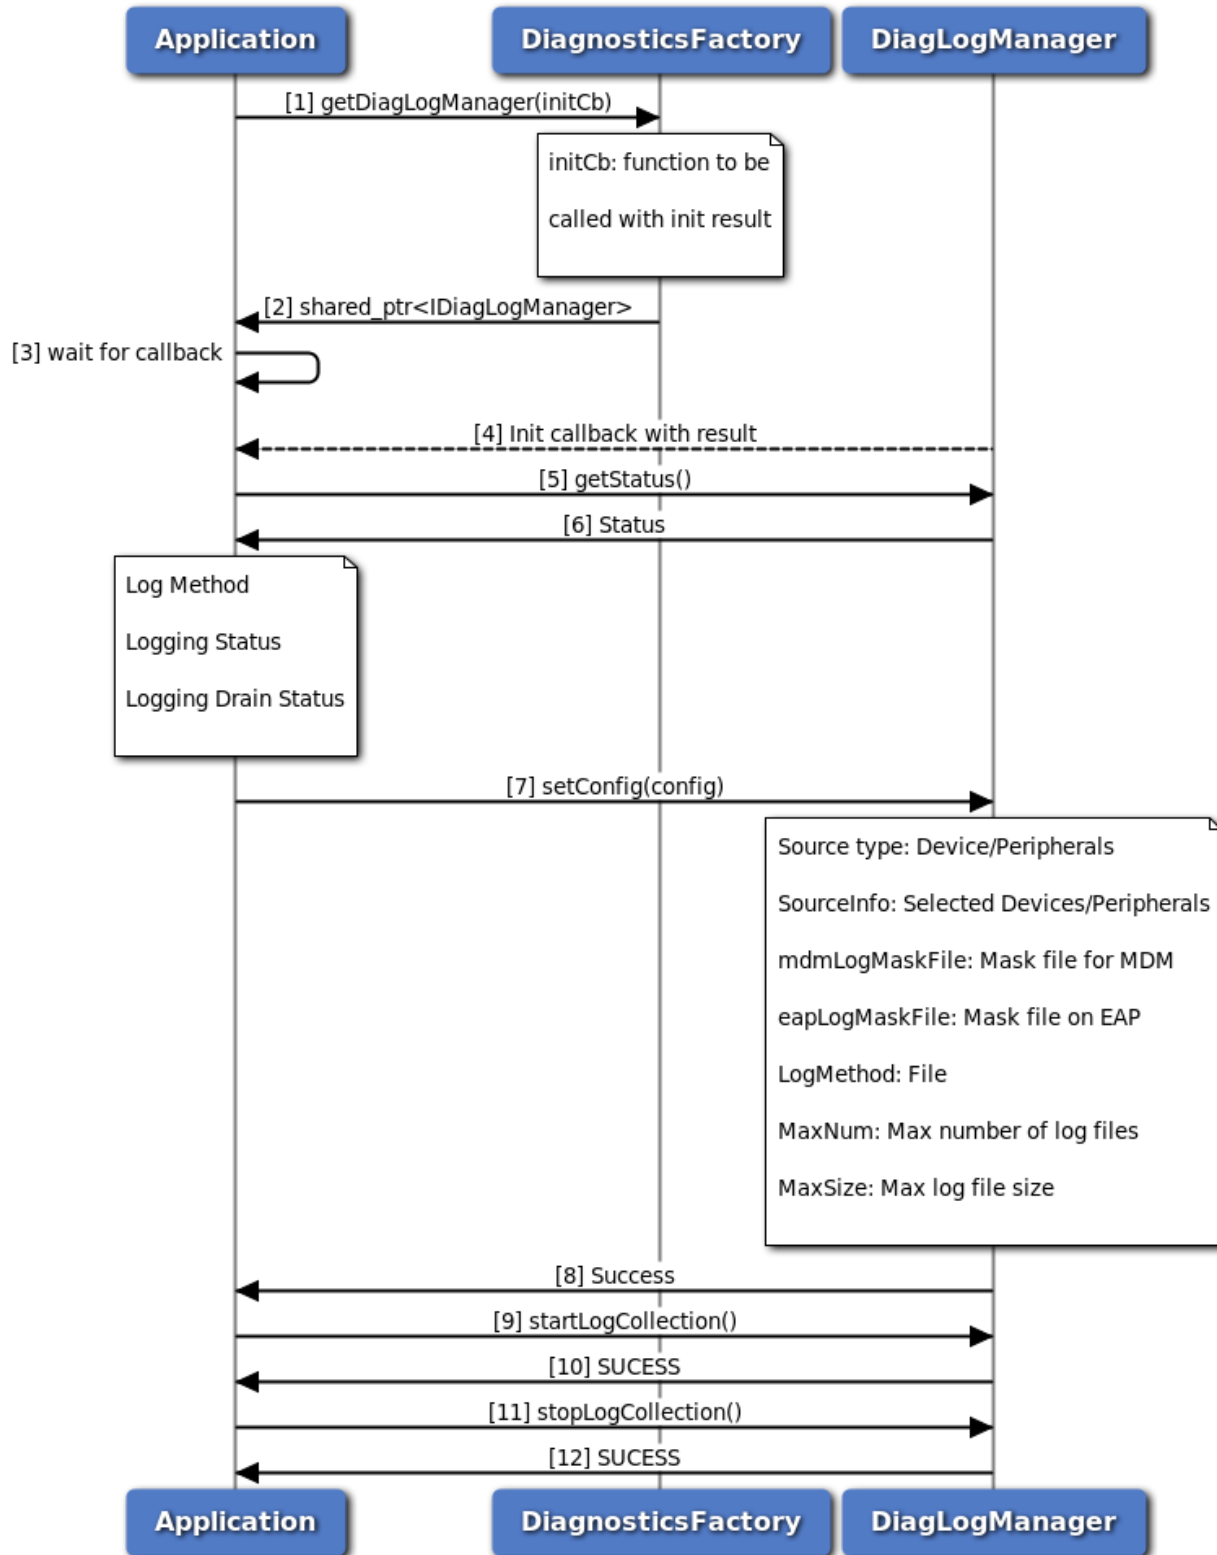 Application
DiagnosticsFactory
DiagLogManager
[1] getDiagLogManager(initCb)
initCb: function to be
called with init result
[2] shared_ptr<IDiagLogManager>
[3] wait for callback
[4] Init callback with result
[5] getStatus()
[6] Status
Log Method
Logging Status
Logging Drain Status
[7] setConfig(config)
Source type: Device/Peripherals
SourceInfo: Selected Devices/Peripherals
mdmLogMaskFile: Mask file for MDM
eapLogMaskFile: Mask file on EAP
LogMethod: File
MaxNum: Max number of log files
MaxSize: Max log file size
[8] Success
[9] startLogCollection()
[10] SUCESS
[11] stopLogCollection()
[12] SUCESS
Application
DiagnosticsFactory
DiagLogManager